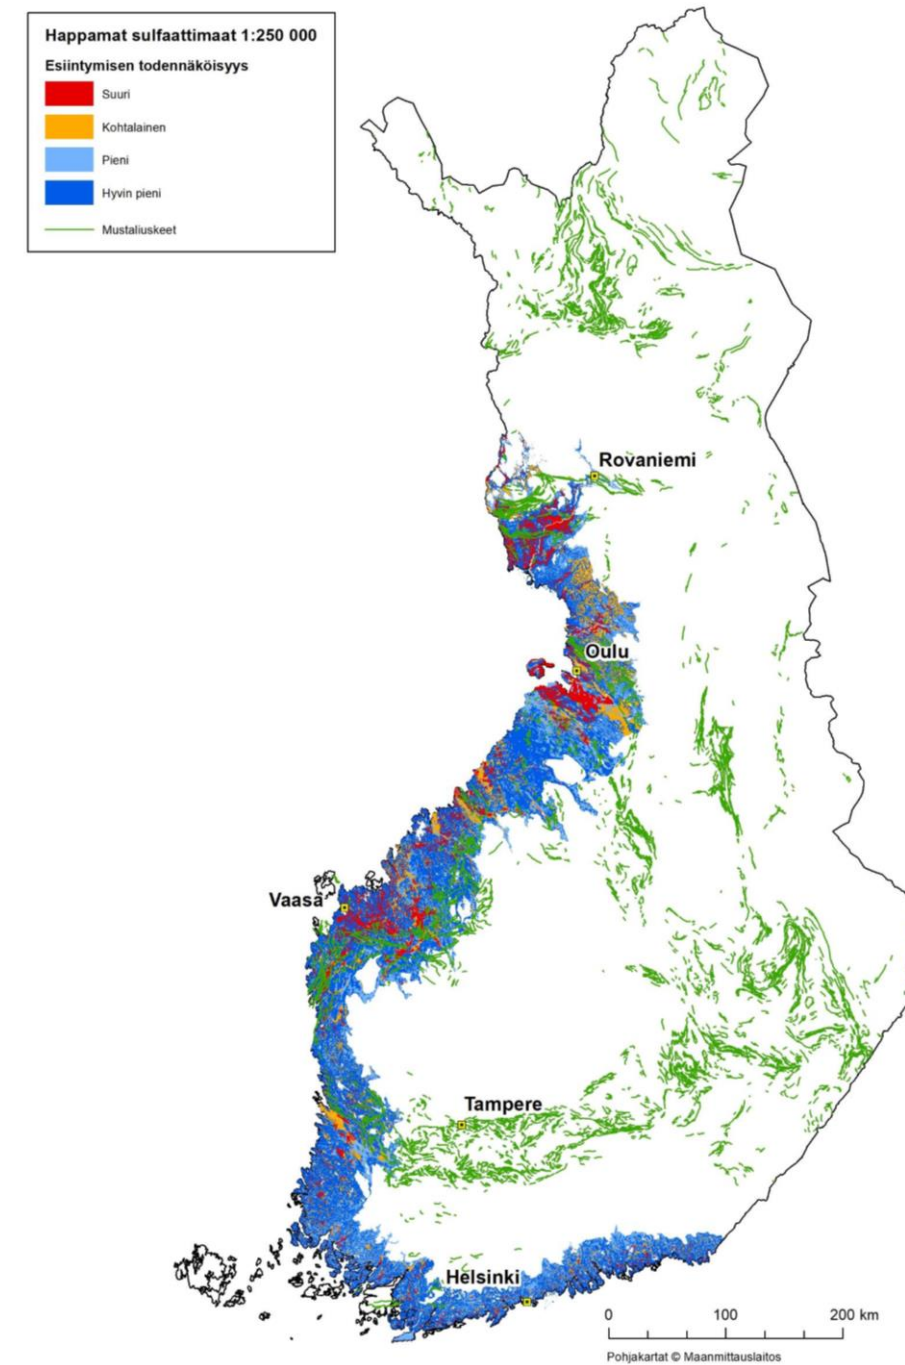 Happamat sulfaattimaat 1:250 000
Esiintymisen todennäköisyys
Suuri
Kohtalainen
Pieni
Hyvin pieni
Mustaliuskeet
Rovaniemi
Oulu
Vaasa
Tampere
Helsinki
0 100 200 km
Pohjakartat © Maanmittauslaitos